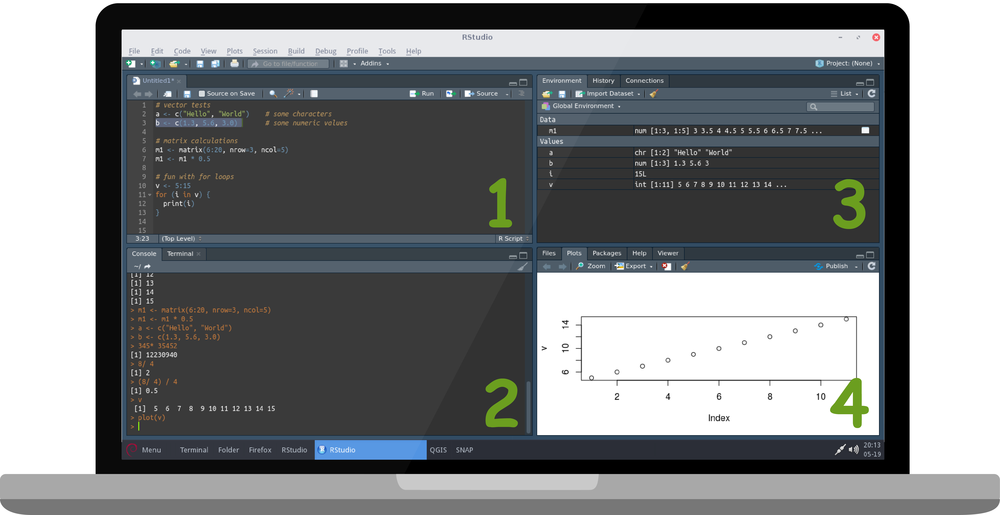 RStudio
File Edit Code View Plots Session Build Debug Profile Tools Help
Go to file/function Addins Project: (None)
Untitled1*
Source on Save Run Source
1 # vector tests
2 a <- c("Hello", "World") # some characters
3 b <- c(1.3, 5.6, 3.0) # some numeric values
4
5 # matrix calculations
6 m1 <- matrix(6:20, nrow=3, ncol=5)
7 m1 <- m1 * 0.5
8
9 # fun with for loops
10 v <- 5:15
11 for (i in v) {
12 print(i)
13 }
14
15
1
3:23 (Top Level) R Script
Console Terminal
~/
[1] 12
[1] 13
[1] 14
[1] 15
> m1 <- matrix(6:20, nrow=3, ncol=5)
> m1 <- m1 * 0.5
> a <- c("Hello", "World")
> b <- c(1.3, 5.6, 3.0)
> 345* 35452
[1] 12230940
> 8/ 4
[1] 2
> (8/ 4) / 4
[1] 0.5
> v
[1] 5 6 7 8 9 10 11 12 13 14 15
> plot(v)
>
2
Environment History Connections
Import Dataset List
Global Environment
Data
m1 num [1:3, 1:5] 3 3.5 4 4.5 5 5.5 6 6.5 7 7.5 ...
Values
a chr [1:2] "Hello" "World"
b num [1:3] 1.3 5.6 3
i 15L
v int [1:11] 5 6 7 8 9 10 11 12 13 14 ...
3
Files Plots Packages Help Viewer
Zoom Export Publish
14
10
6
v
2 4 6 8 10
Index
4
Menu Terminal Folder Firefox RStudio RStudio QGIS SNAP
20:13
05-19